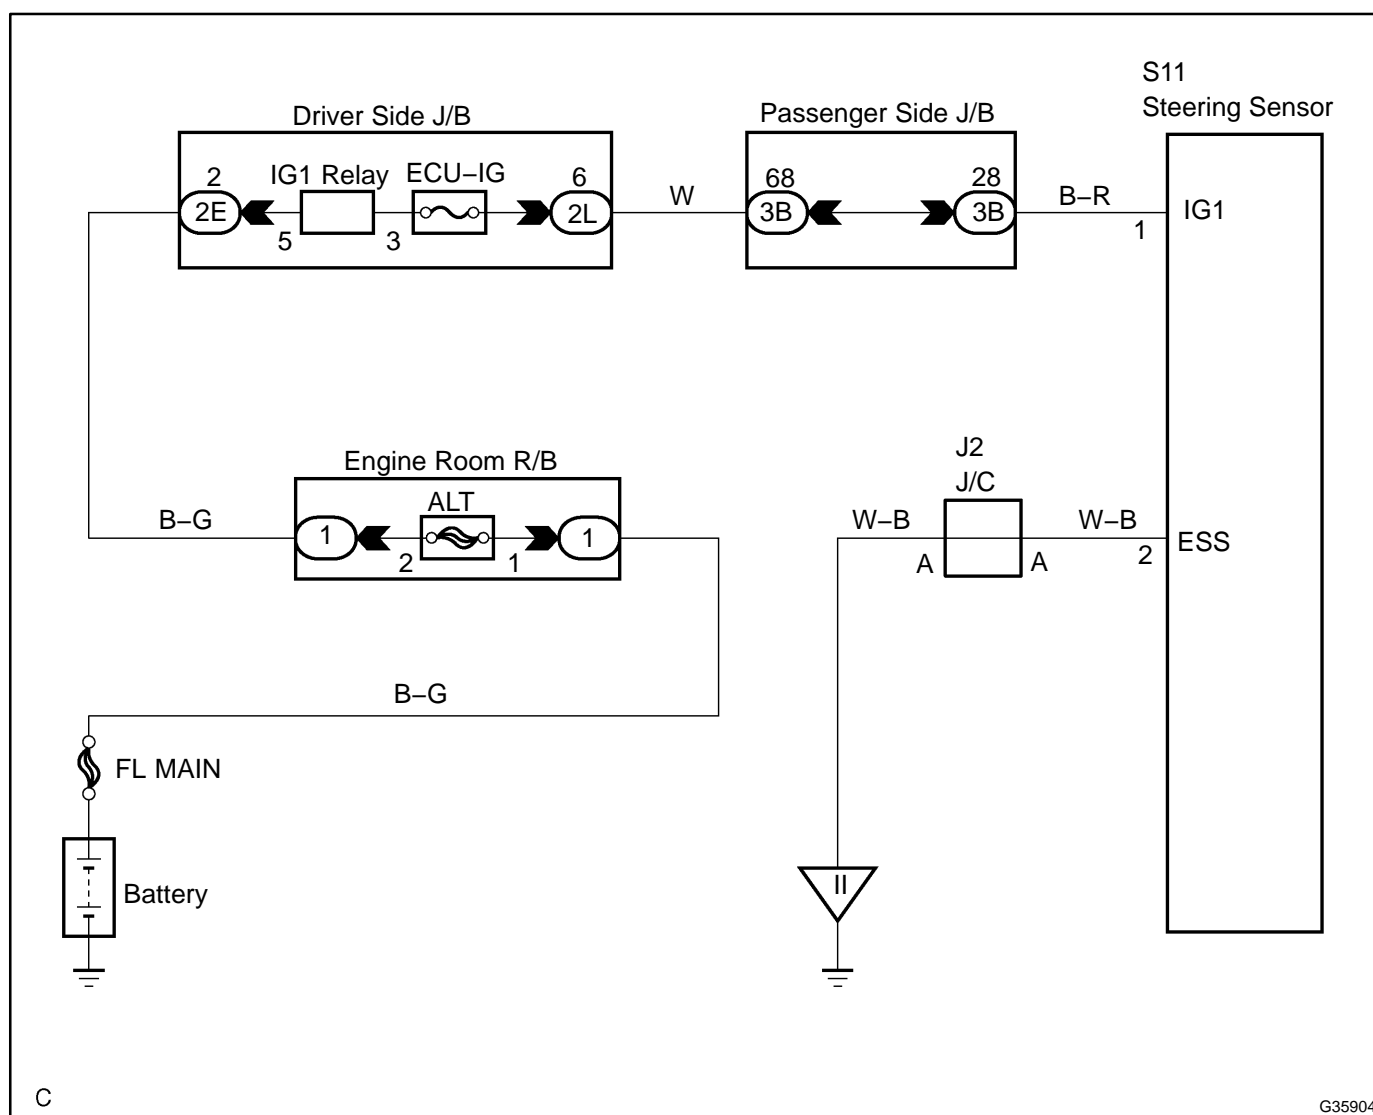 S11
Steering Sensor
Driver Side J/B
Passenger Side J/B
2
IG1 Relay
ECU–IG
6
68
28
2E
2L
W
3B
3B
B–R
IG1
5
3
1
Engine Room R/B
J2
J/C
ALT
B–G
1
1
2
1
W–B
W–B
A
A
2
ESS
B–G
FL MAIN
Battery
II
C
G35904